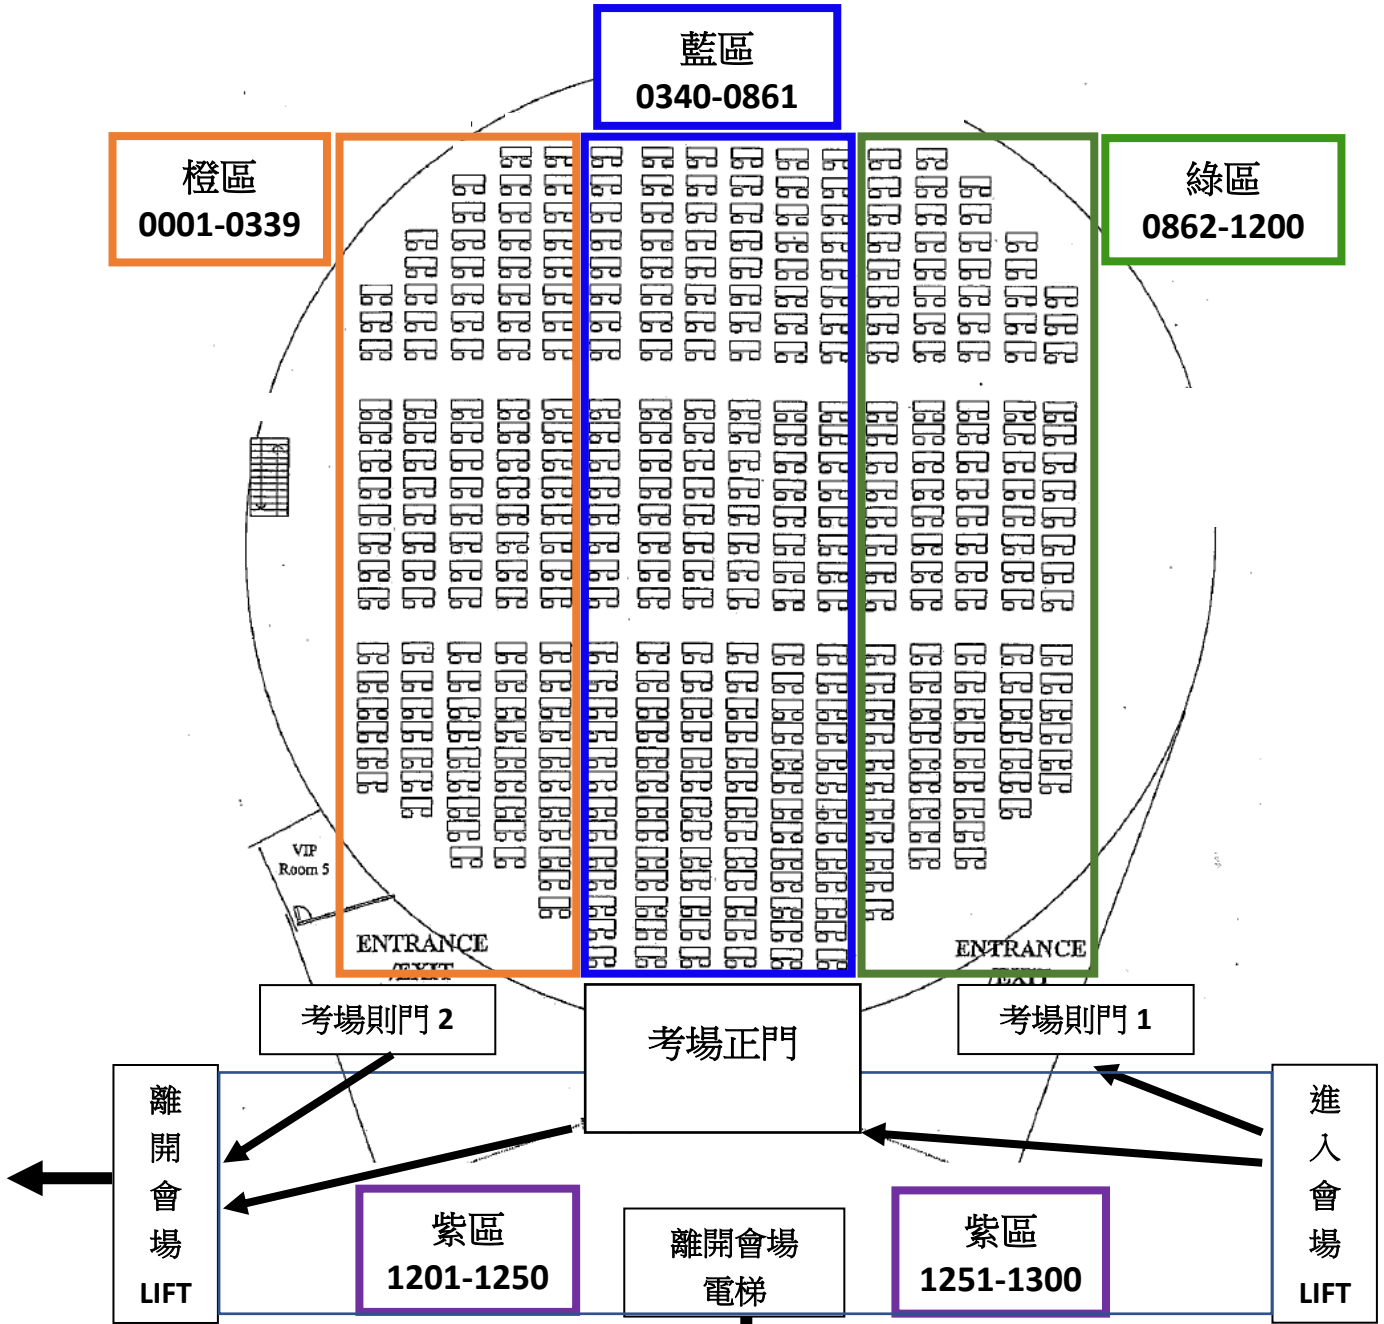 藍區
0340-0861
橙區
0001-0339
綠區
0862-1200
VIP
Room 5
ENTRANCE
/EXIT
ENTRANCE
/EXIT
考場則門 2
考場正門
考場則門 1
離
開
會
場
LIFT
進
入
會
場
LIFT
紫區
1201-1250
離開會場
電梯
紫區
1251-1300